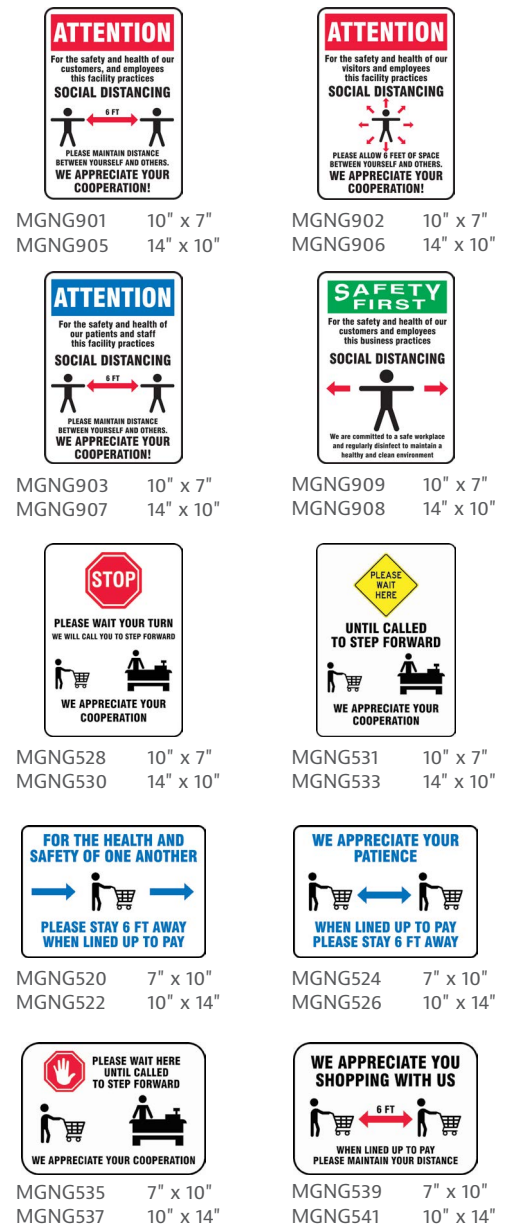 ATTENTION
For the safety and health of our
customers, and employees
this facility practices
SOCIAL DISTANCING
6 FT
PLEASE MAINTAIN DISTANCE
BETWEEN YOURSELF AND OTHERS.
WE APPRECIATE YOUR
COOPERATION!
MGNG901 10" x 7"
MGNG905 14" x 10"
ATTENTION
For the safety and health of our
visitors and employees
this facility practices
SOCIAL DISTANCING
PLEASE ALLOW 6 FEET OF SPACE
BETWEEN YOURSELF AND OTHERS.
WE APPRECIATE YOUR
COOPERATION!
MGNG902 10" x 7"
MGNG906 14" x 10"
ATTENTION
For the safety and health of
our patients and staff
this facility practices
SOCIAL DISTANCING
6 FT
PLEASE MAINTAIN DISTANCE
BETWEEN YOURSELF AND OTHERS.
WE APPRECIATE YOUR
COOPERATION!
MGNG903 10" x 7"
MGNG907 14" x 10"
SAFETY
FIRST
For the safety and health of our
customers and employees
this business practices
SOCIAL DISTANCING
We are committed to a safe workplace
and regularly disinfect to maintain a
healthy and clean environment
MGNG909 10" x 7"
MGNG908 14" x 10"
STOP
PLEASE WAIT YOUR TURN
WE WILL CALL YOU TO STEP FORWARD
WE APPRECIATE YOUR
COOPERATION
MGNG528 10" x 7"
MGNG530 14" x 10"
PLEASE
WAIT
HERE
UNTIL CALLED
TO STEP FORWARD
WE APPRECIATE YOUR
COOPERATION
MGNG531 10" x 7"
MGNG533 14" x 10"
FOR THE HEALTH AND
SAFETY OF ONE ANOTHER
PLEASE STAY 6 FT AWAY
WHEN LINED UP TO PAY
MGNG520 7" x 10"
MGNG522 10" x 14"
WE APPRECIATE YOUR
PATIENCE
WHEN LINED UP TO PAY
PLEASE STAY 6 FT AWAY
MGNG524 7" x 10"
MGNG526 10" x 14"
PLEASE WAIT HERE
UNTIL CALLED
TO STEP FORWARD
WE APPRECIATE YOUR COOPERATION
MGNG535 7" x 10"
MGNG537 10" x 14"
WE APPRECIATE YOU
SHOPPING WITH US
6 FT
WHEN LINED UP TO PAY
PLEASE MAINTAIN YOUR DISTANCE
MGNG539 7" x 10"
MGNG541 10" x 14"